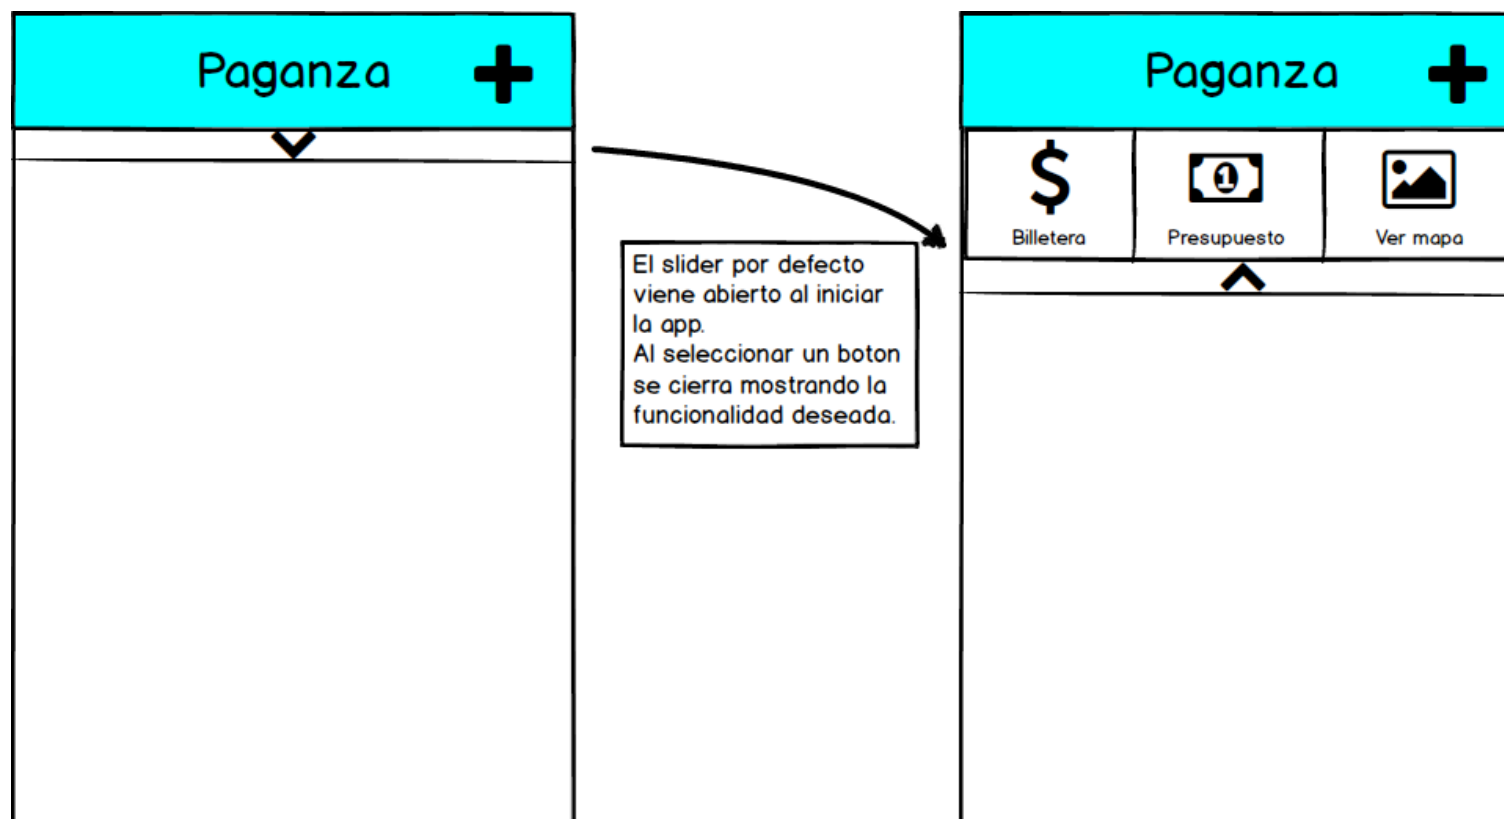 Paganza
Paganza
Billetera
Presupuesto
Ver mapa
El slider por defecto
viene abierto al iniciar
la app.
Al seleccionar un boton
se cierra mostrando la
funcionalidad deseada.